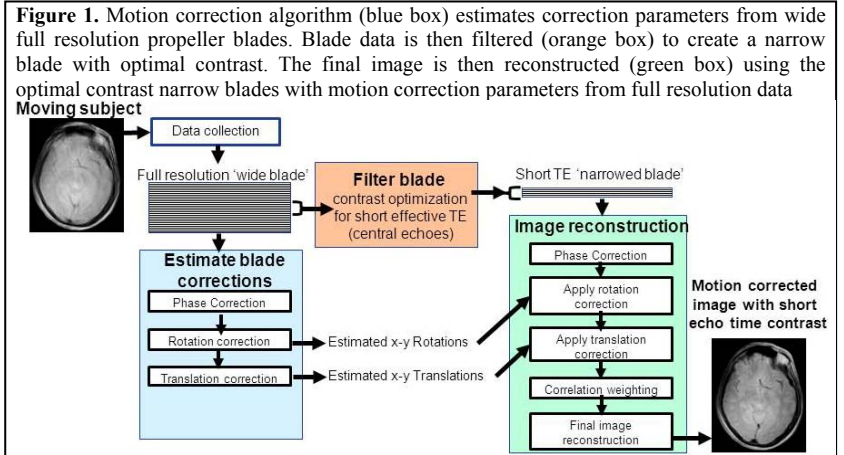 Figure 1. Motion correction algorithm (blue box) estimates correction parameters from wide
full resolution propeller blades. Blade data is then filtered (orange box) to create a narrow
blade with optimal contrast. The final image is then reconstructed (green box) using the
optimal contrast narrow blades with motion correction parameters from full resolution data
Moving subject
Data collection
Full resolution 'wide blade'
Filter blade
contrast optimization
for short effective TE
(central echoes)
Short TE 'narrowed blade'
Estimate blade
corrections
Phase Correction
Rotation correction
Translation correction
Estimated x-y Rotations
Estimated x-y Translations
Image reconstruction
Phase Correction
Apply rotation
correction
Apply translation
correction
Correlation weighting
Final image
reconstruction
Motion corrected
image with short
echo time contrast